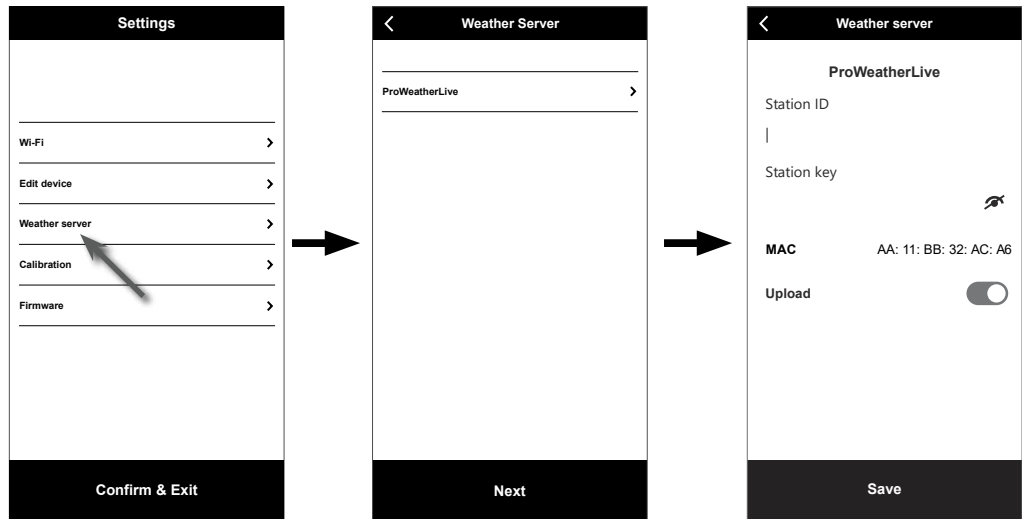 Settings
Wi-Fi
Edit device
Weather server
Calibration
Firmware
Confirm & Exit
Weather Server
ProWeatherLive
Next
Weather server
ProWeatherLive
Station ID
Station key
MAC AA: 11: BB: 32: AC: A6
Upload
Save